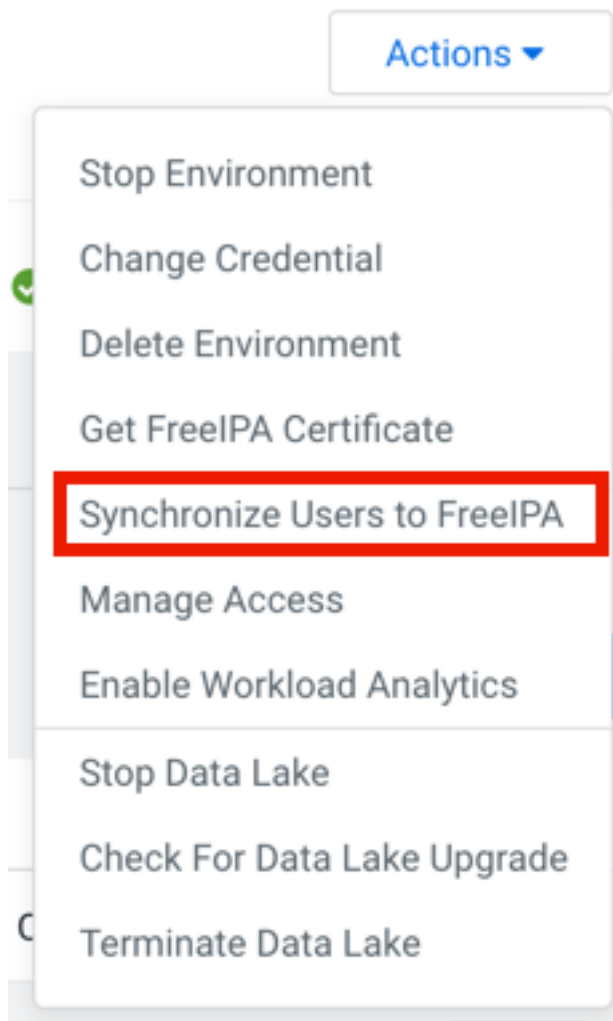 Actions
Stop Environment
Change Credential
Delete Environment
Get FreeIPA Certificate
Synchronize Users to FreeIPA
Manage Access
Enable Workload Analytics
Stop Data Lake
Check For Data Lake Upgrade
Terminate Data Lake